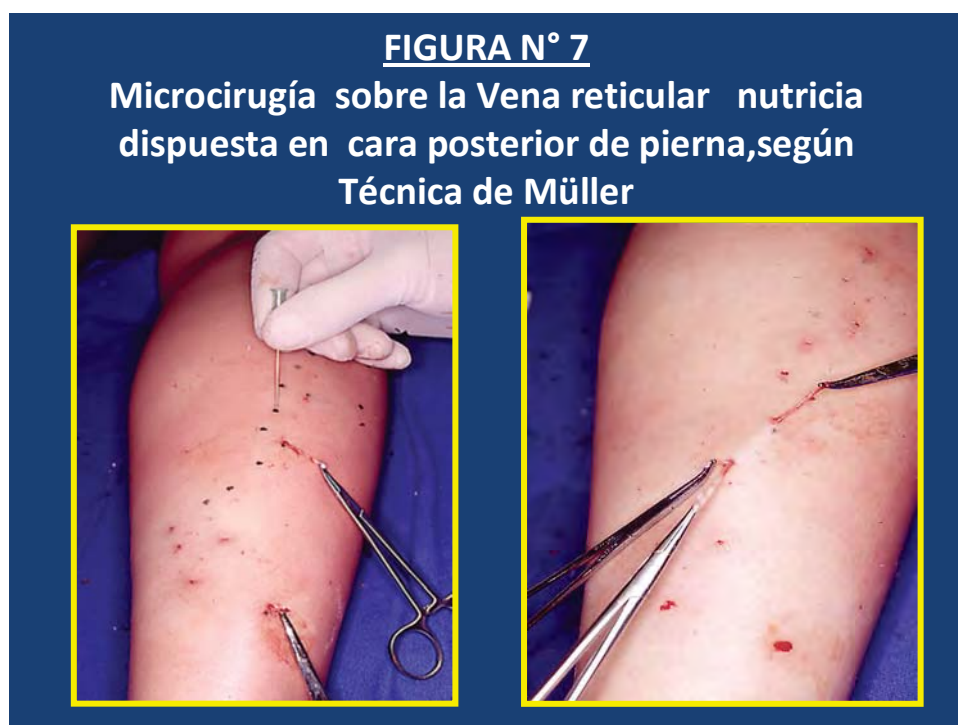 FIGURA N° 7
Microcirugía sobre la Vena reticular nutricia
dispuesta en cara posterior de pierna,según
Técnica de Müller